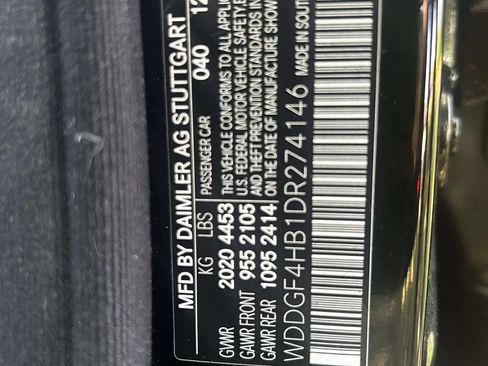 MFD BY DAIMLER AG STUTTGART
KG LBS PASSENGER CAR 040 12
GVWR 2020 4453 THIS VEHICLE CONFORMS TO ALL APPLIC
GAWR FRONT 955 2105 U.S. FEDERAL MOTOR VEHICLE SAFETY, B
GAWR REAR 1095 2414 AND THEFT PREVENTION STANDARDS IN
ON THE DATE OF MANUFACTURE SHOW
WDDGF4HB1DR274146 MADE IN SOUT